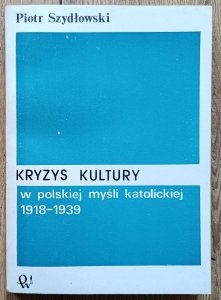 Piotr Szydłowski
KRYZYS KULTURY
w polskiej myśli katolickiej
1918-1939